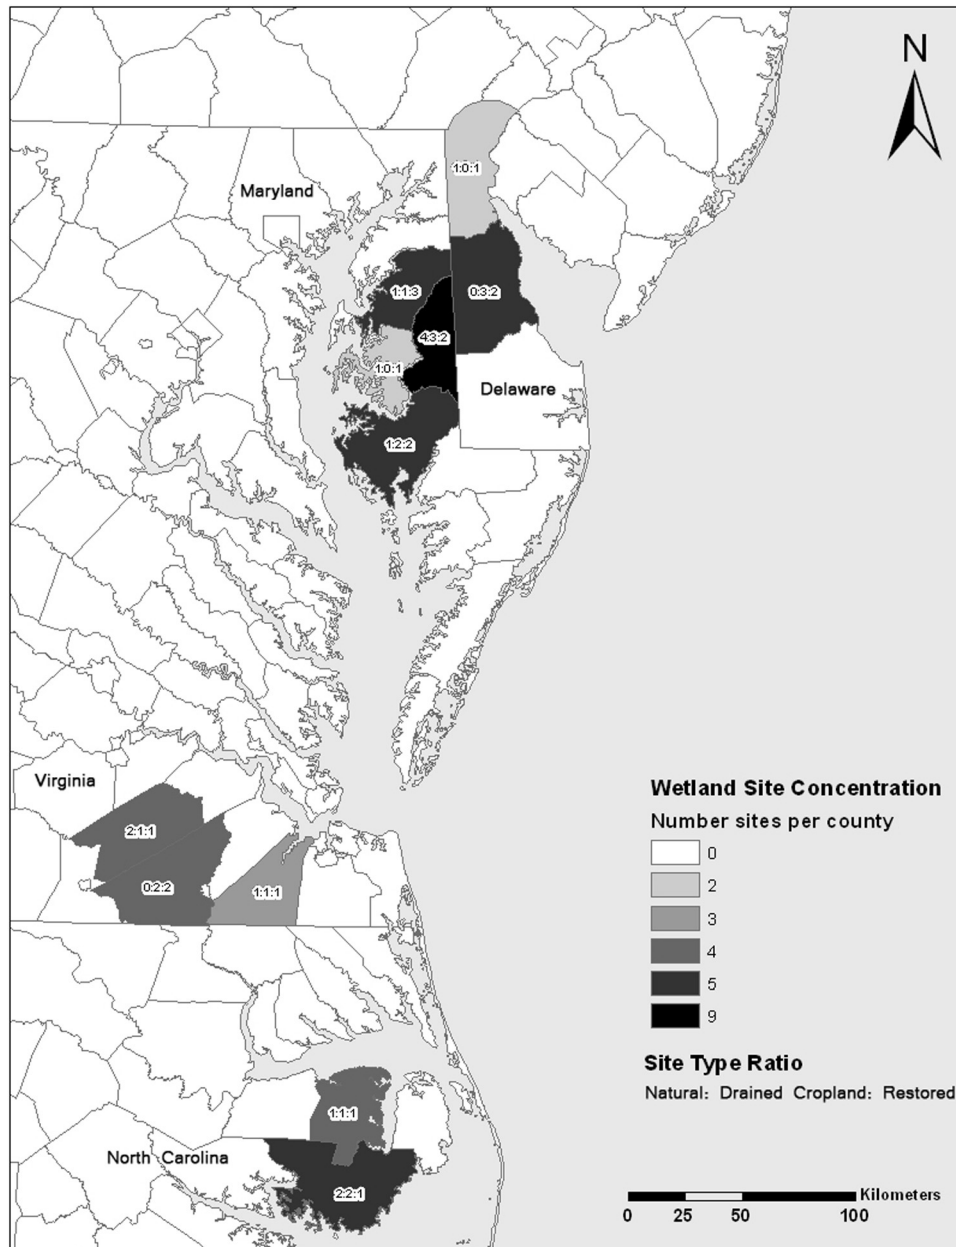 N
1:0:1
Maryland
1:1:3
0:3:2
4:3:2
1:0:1
Delaware
1:2:2
Virginia
2:1:1
0:2:2
1:1:1
Wetland Site Concentration
Number sites per county
0
2
3
4
5
9
Site Type Ratio
Natural: Drained Cropland: Restored
1:1:1
North Carolina
2:2:1
Kilometers
0 25 50 100